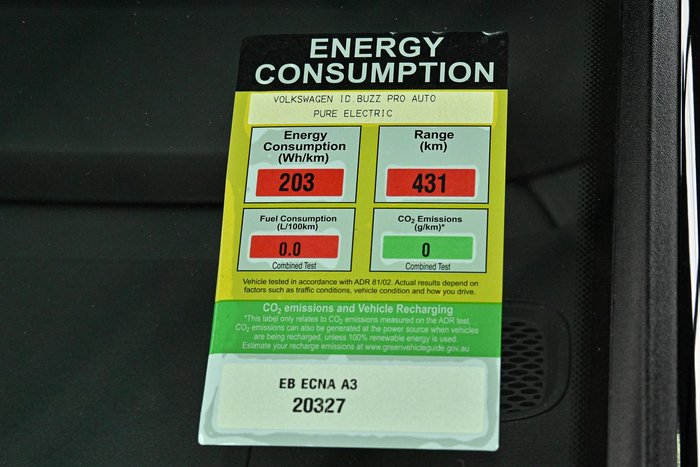 ENERGY
CONSUMPTION
VOLKSWAGEN ID.BUZZ PRO AUTO
PURE ELECTRIC
Energy
Consumption
(Wh/km)
203
Range
(km)
431
Fuel Consumption
(L/100km)
0.0
Combined Test
CO₂ Emissions
(g/km)*
0
Combined Test
Vehicle tested in accordance with ADR 81/02. Actual results depend on
factors such as traffic conditions, vehicle condition and how you drive.
CO₂ emissions and Vehicle Recharging
*This label only relates to CO₂ emissions measured on the ADR test.
CO₂ emissions can also be generated at the power source when vehicles
are being recharged, unless 100% renewable energy is used.
Estimate your recharge emissions at www.greenvehicleguide.gov.au
EB ECNA A3
20327